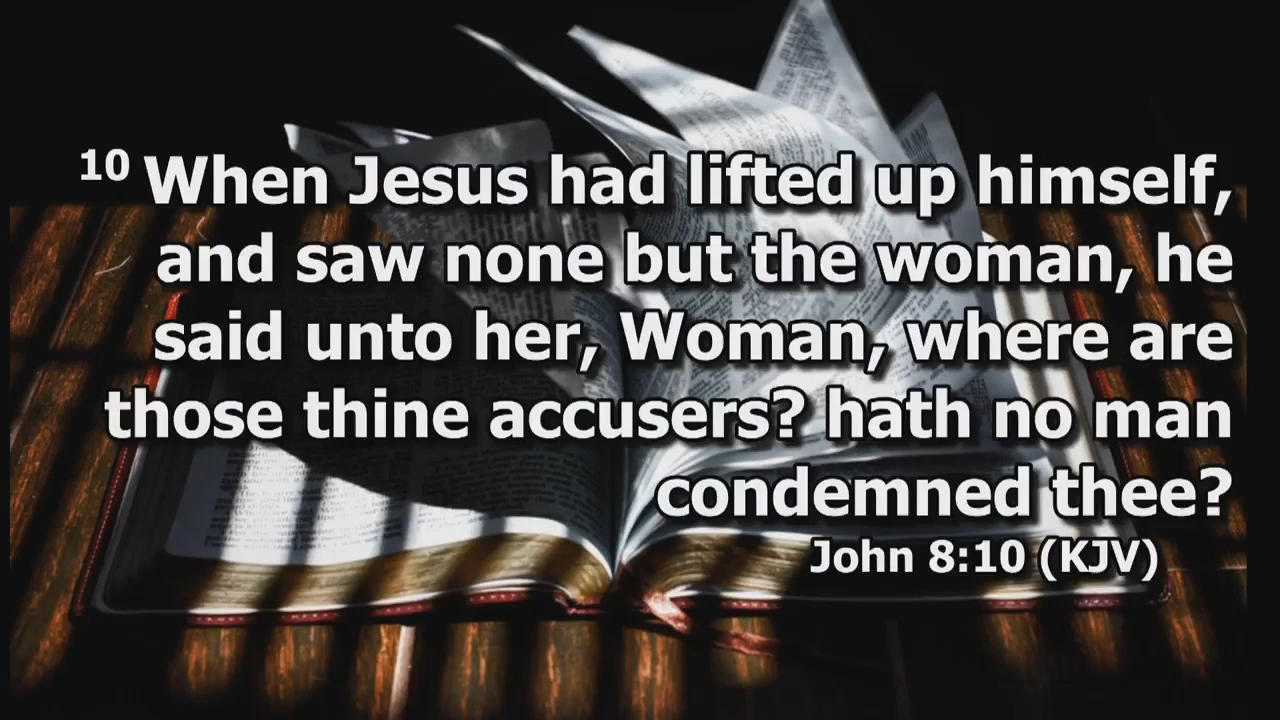 10 When Jesus had lifted up himself,
and saw none but the woman, he
said unto her, Woman, where are
those thine accusers? hath no man
condemned thee?
John 8:10 (KJV)